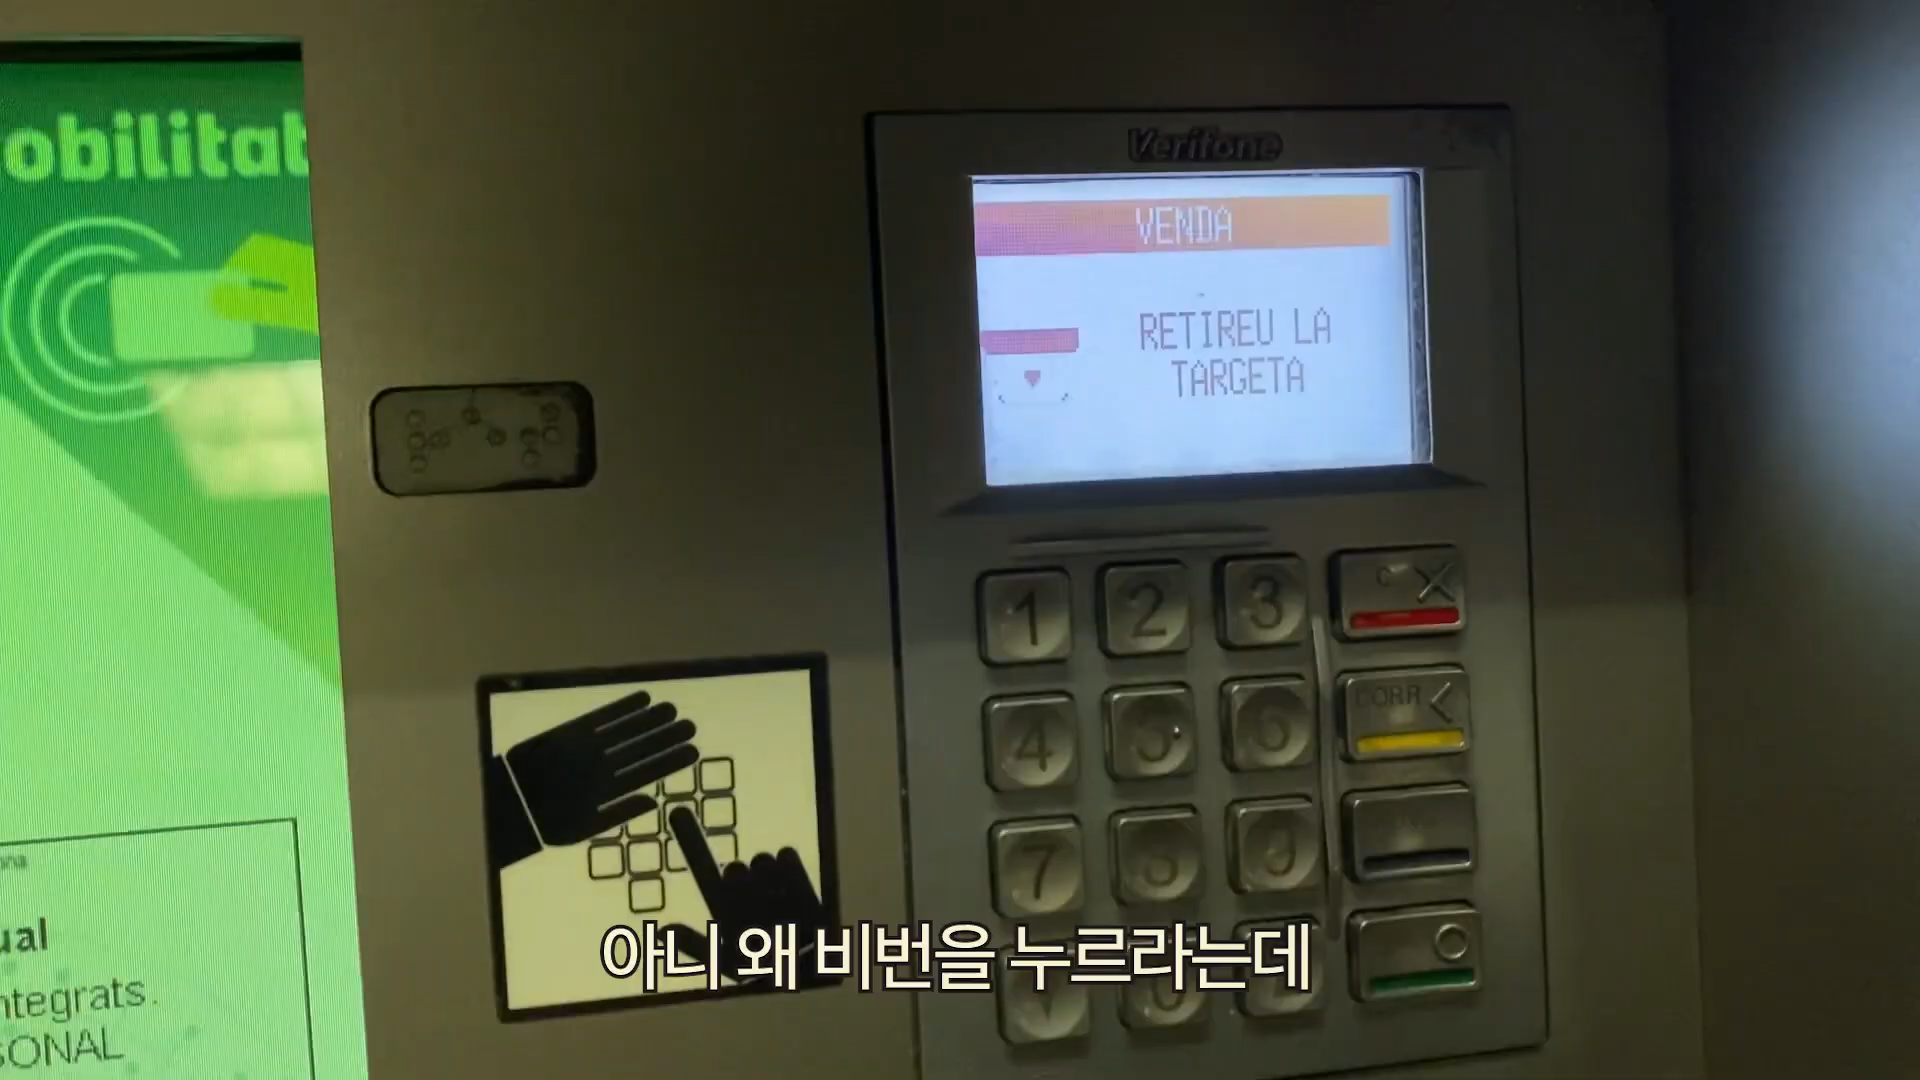 obilitat
Verifone
VENDA
RETIREU LA
TARGETA
1 2 3 C
4 5 6 CORR
7 8 9
ual
ntegrats.
SONAL
아니 왜 비번을 누르라는데